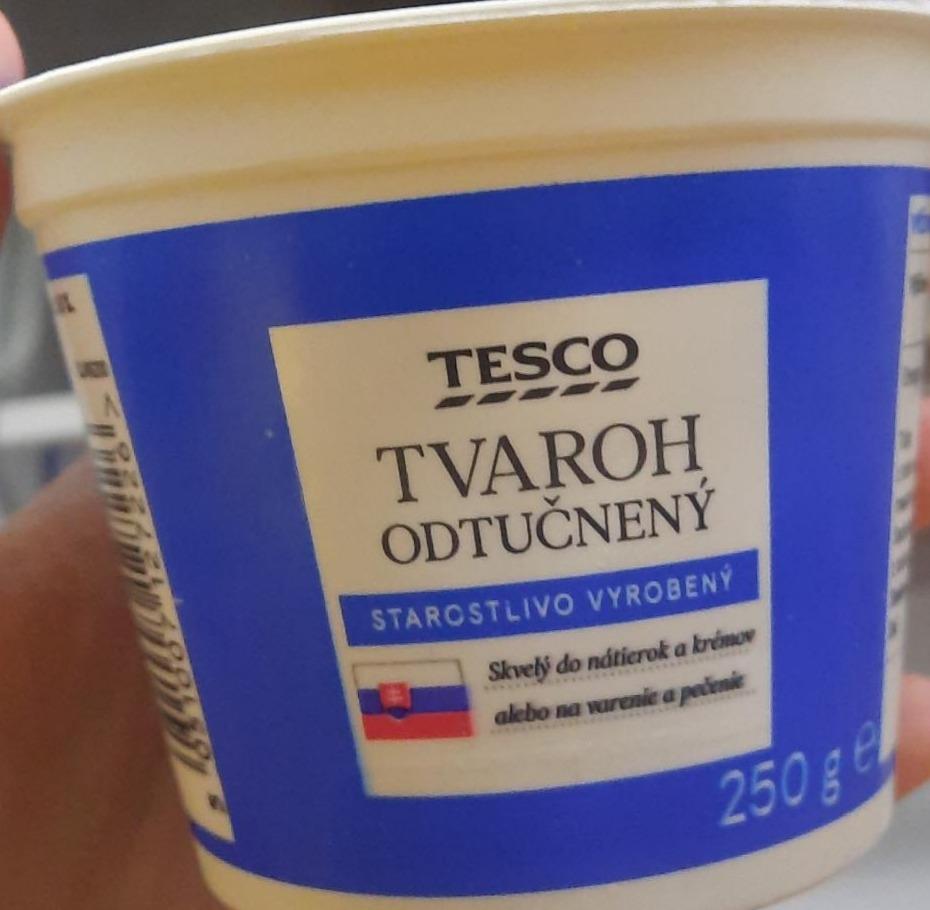 TESCO
TVAROH
ODTUČNENÝ
STAROSTLIVO VYROBENÝ
Skvelý do nátierok a krémov
alebo na varenie a pečenie
250 g e